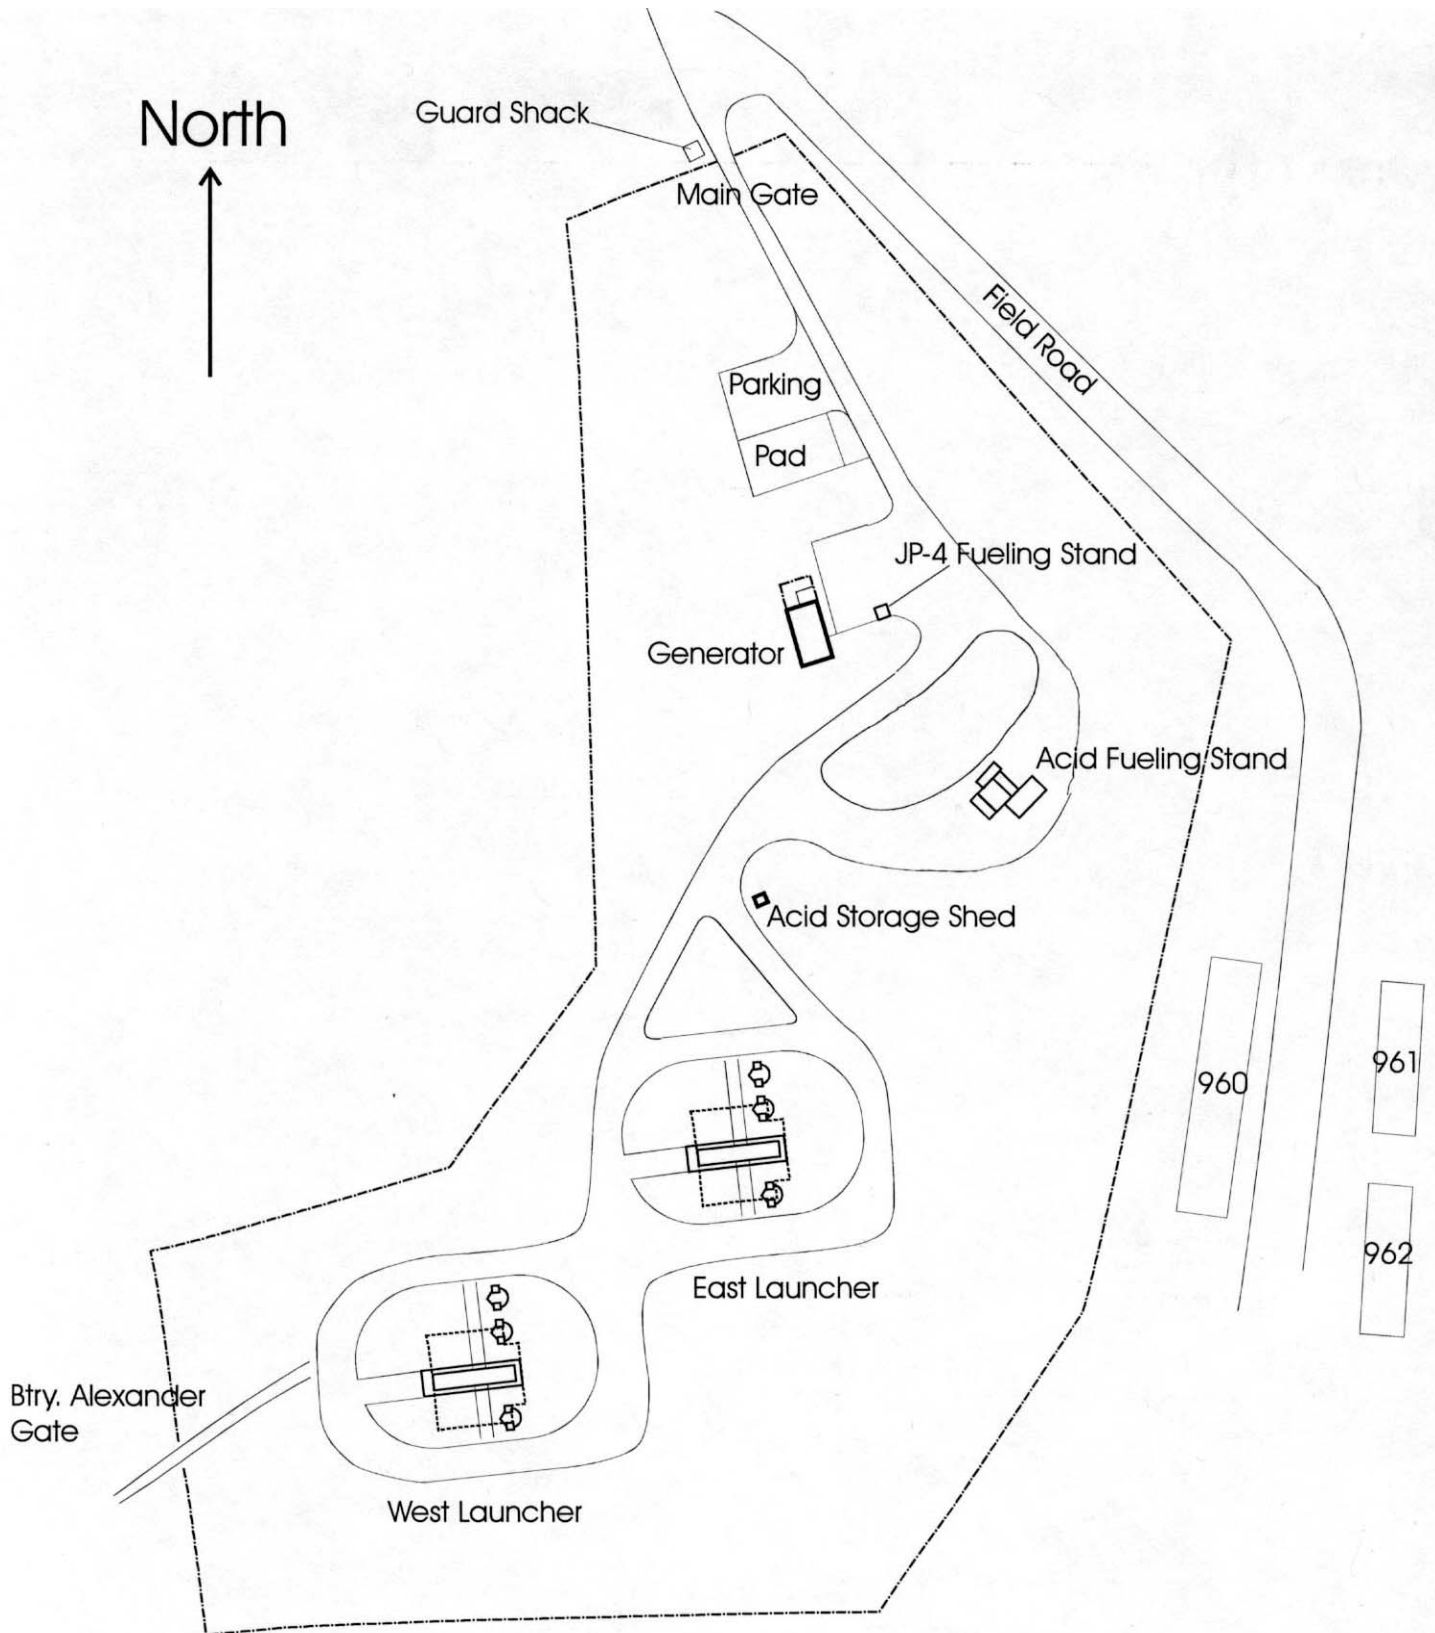 North
Guard Shack
Main Gate
Field Road
Parking
Pad
JP-4 Fueling Stand
Generator
Acid Fueling Stand
Acid Storage Shed
960
961
962
East Launcher
Btry. Alexander
Gate
West Launcher